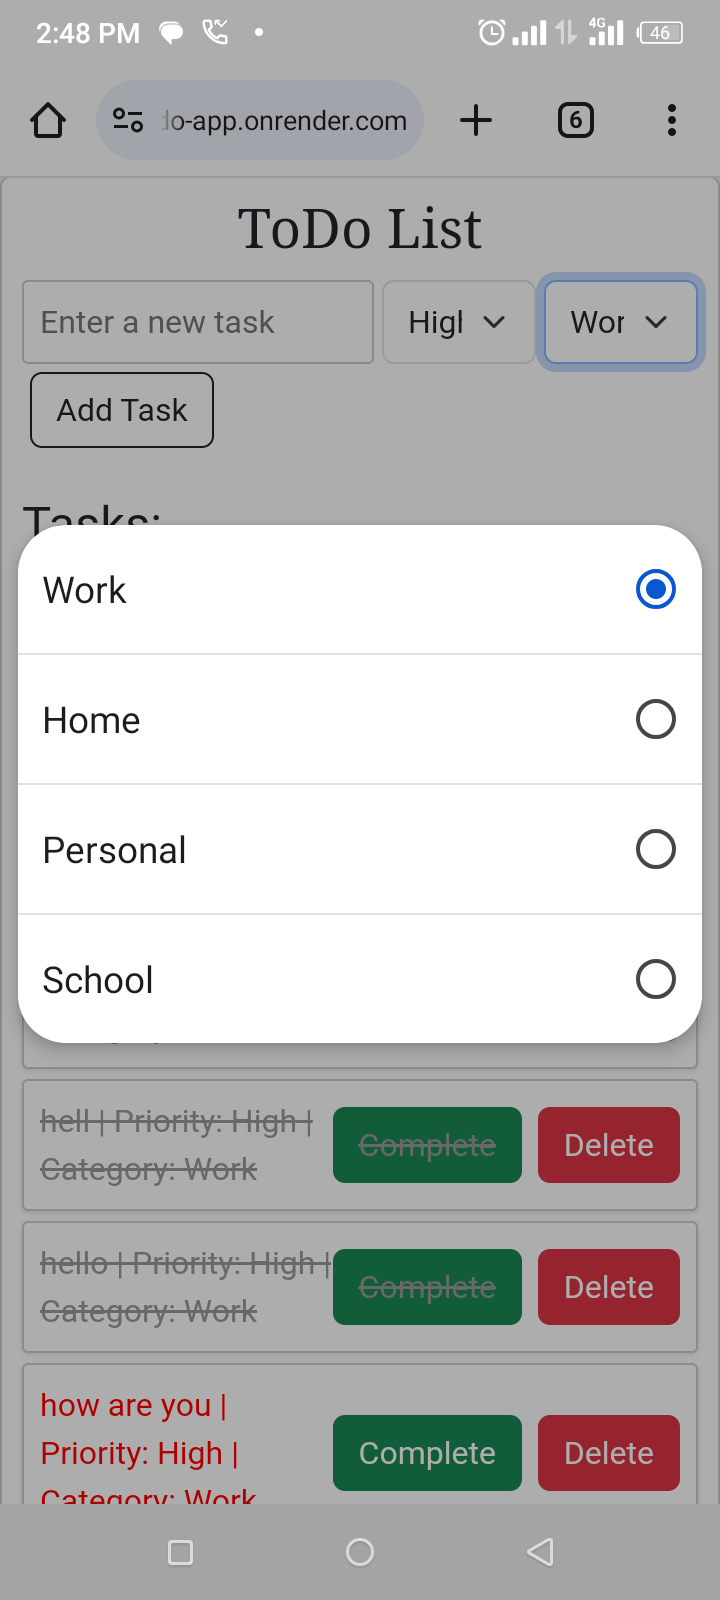 2:48 PM
4G
46
do-app.onrender.com
6
ToDo List
Enter a new task
High
Wor
Add Task
Tasks:
Work
Home
Personal
School
hell | Priority: High |
Category: Work
Complete
Delete
hello | Priority: High |
Category: Work
Complete
Delete
how are you |
Priority: High |
Category: Work
Complete
Delete